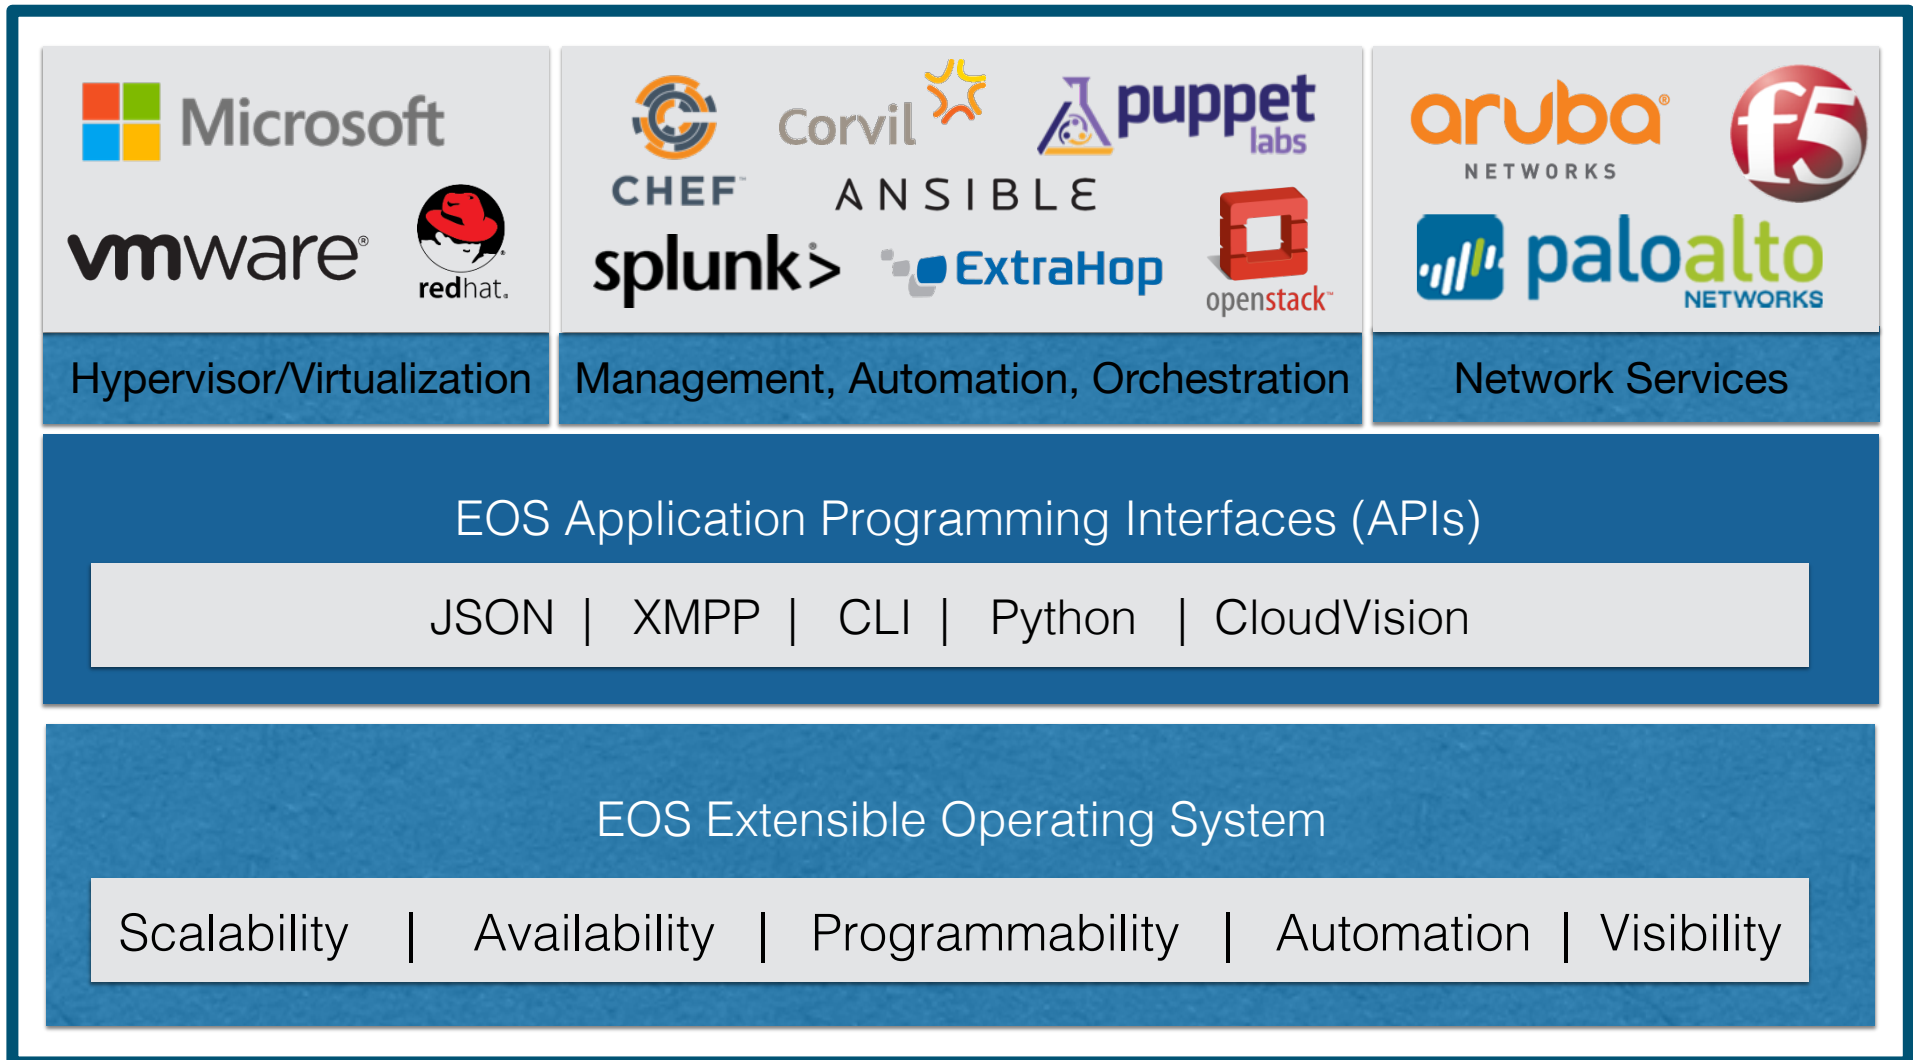 Microsoft
vmware®
redhat.
Hypervisor/Virtualization
CHEF™
Corvil
puppet
labs
ANSIBLE
splunk>
ExtraHop
openstack™
Management, Automation, Orchestration
aruba®
NETWORKS
f5
paloalto
NETWORKS
Network Services
EOS Application Programming Interfaces (APIs)
JSON | XMPP | CLI | Python | CloudVision
EOS Extensible Operating System
Scalability | Availability | Programmability | Automation | Visibility